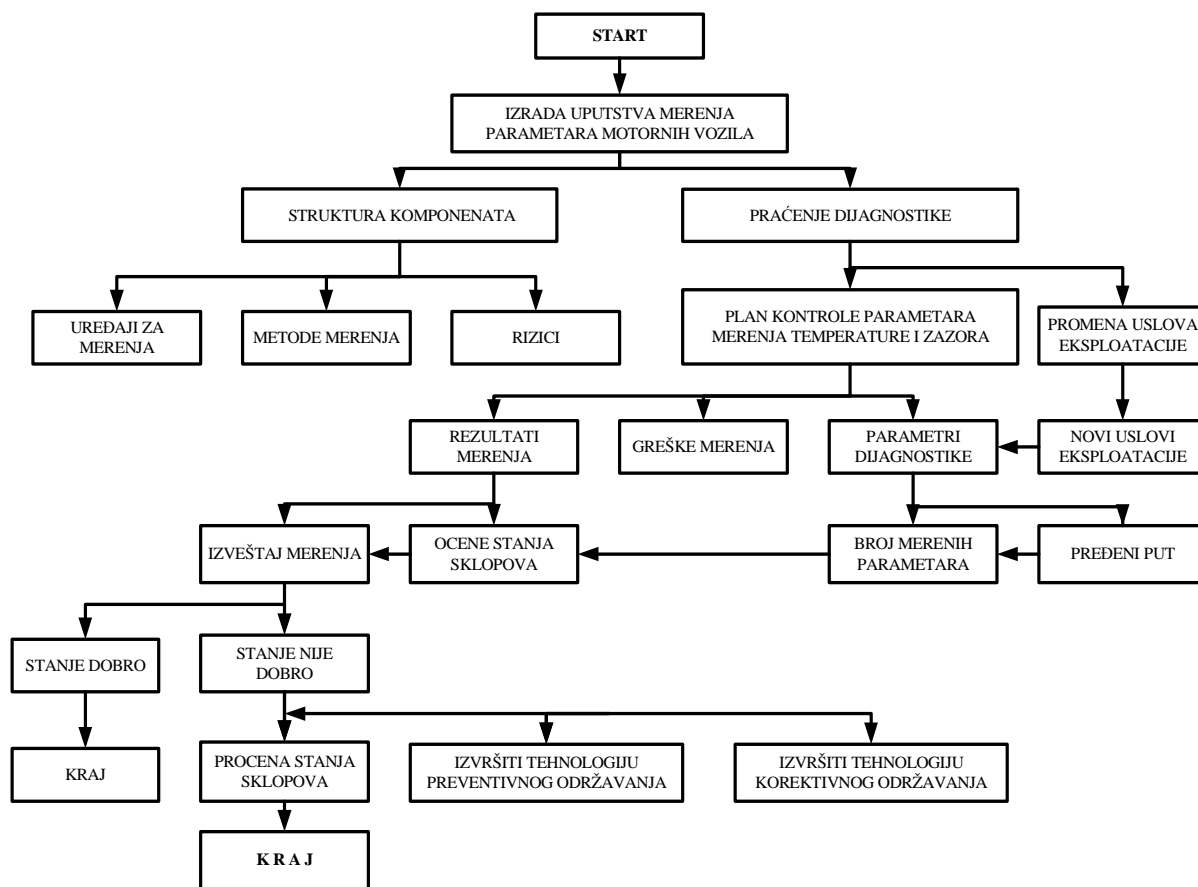 START
IZRADA UPUTSTVA MERENJA
PARAMETARA MOTORNIH VOZILA
STRUKTURA KOMPONENATA
PRAĆENJE DIJAGNOSTIKE
UREĐAJI ZA
MERENJA
METODE MERENJA
RIZICI
PLAN KONTROLE PARAMETARA
MERENJA TEMPERATURE I ZAZORA
PROMENA USLOVA
EKSPLOATACIJE
REZULTATI
MERENJA
GREŠKE MERENJA
PARAMETRI
DIJAGNOSTIKE
NOVI USLOVI
EKSPLOATACIJE
IZVEŠTAJ MERENJA
OCENE STANJA
SKLOPOVA
BROJ MERENIH
PARAMETARA
PREĐENI PUT
STANJE DOBRO
STANJE NIJE
DOBRO
KRAJ
PROCENA STANJA
SKLOPOVA
IZVRŠITI TEHNOLOGIJU
PREVENTIVNOG ODRŽAVANJA
IZVRŠITI TEHNOLOGIJU
KOREKTIVNOG ODRŽAVANJA
K R A J